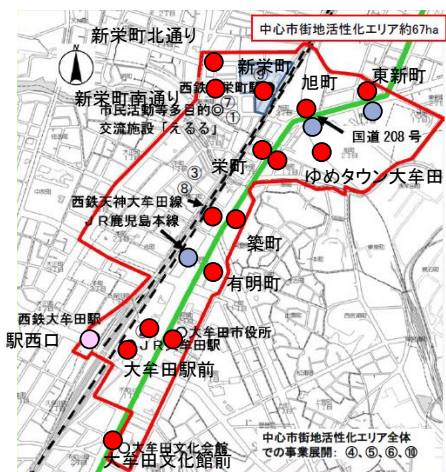 中心市街地活性化エリア約67ha
新栄町北通り
新栄町
旭町
東新町
西鉄新栄町駅
新栄町南通り
市民活動等多目的◎
交流施設「えるる」
⑦
①
国道208号
栄町
ゆめタウン大牟田
③
⑧
西鉄天神大牟田線
JR鹿児島本線
築町
有明町
西鉄大牟田駅
駅西口
大牟田市役所
JR大牟田駅
大牟田駅前
大牟田文化会館
大牟田文化館前
中心市街地活性化エリア全体
での事業展開：④、⑤、⑥、⑩